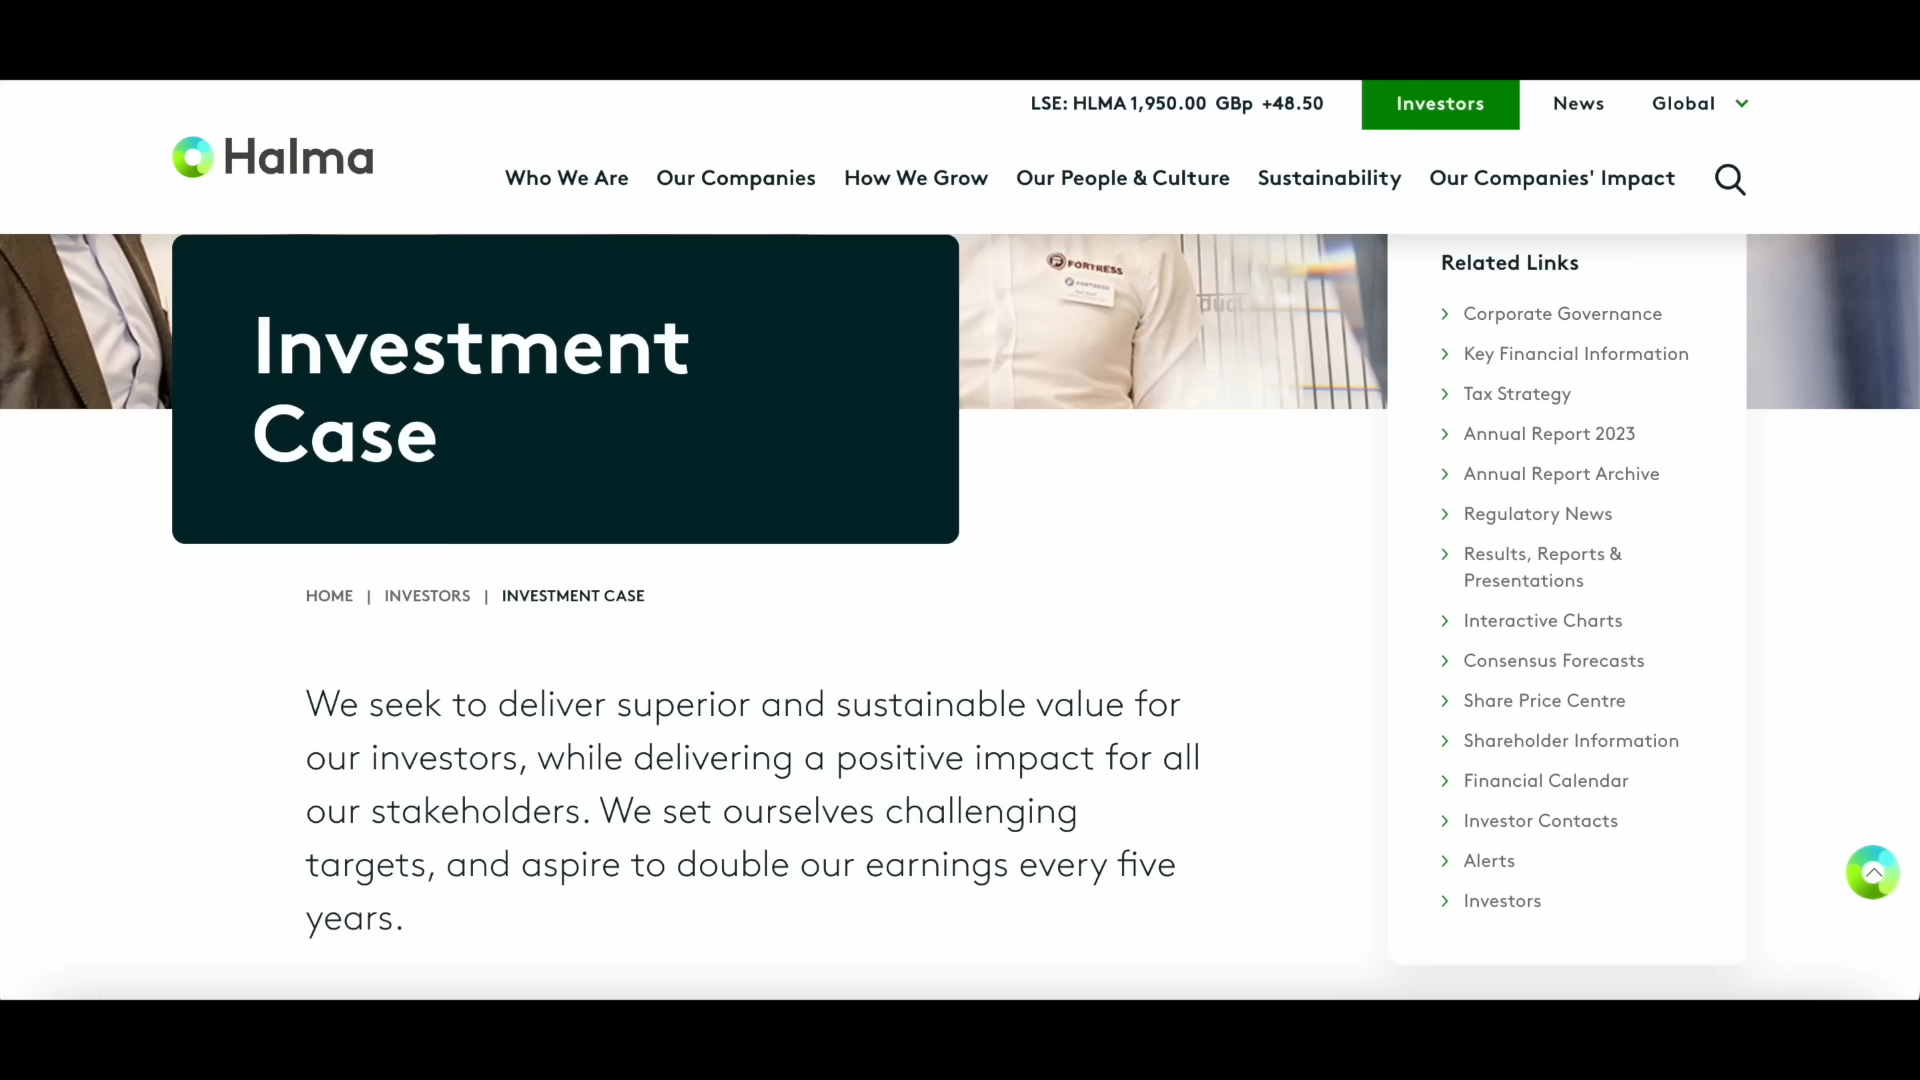 LSE: HLMA 1,950.00 GBp +48.50
Investors
News
Global
Halma
Who We Are
Our Companies
How We Grow
Our People & Culture
Sustainability
Our Companies' Impact
FORTRESS
FORTRESS
duct
Investment
Case
HOME | INVESTORS | INVESTMENT CASE
We seek to deliver superior and sustainable value for
our investors, while delivering a positive impact for all
our stakeholders. We set ourselves challenging
targets, and aspire to double our earnings every five
years.
Related Links
Corporate Governance
Key Financial Information
Tax Strategy
Annual Report 2023
Annual Report Archive
Regulatory News
Results, Reports &
Presentations
Interactive Charts
Consensus Forecasts
Share Price Centre
Shareholder Information
Financial Calendar
Investor Contacts
Alerts
Investors